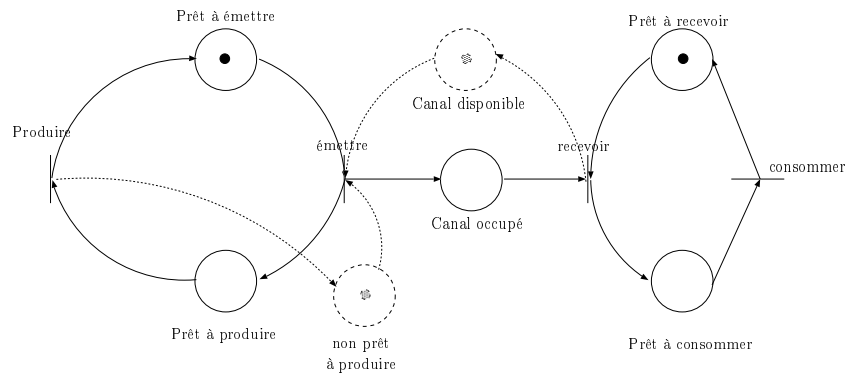 Prêt à émettre
Prêt à recevoir
Canal disponible
Produire
émettre
recevoir
consommer
Canal occupé
Prêt à produire
non prêt
à produire
Prêt à consommer